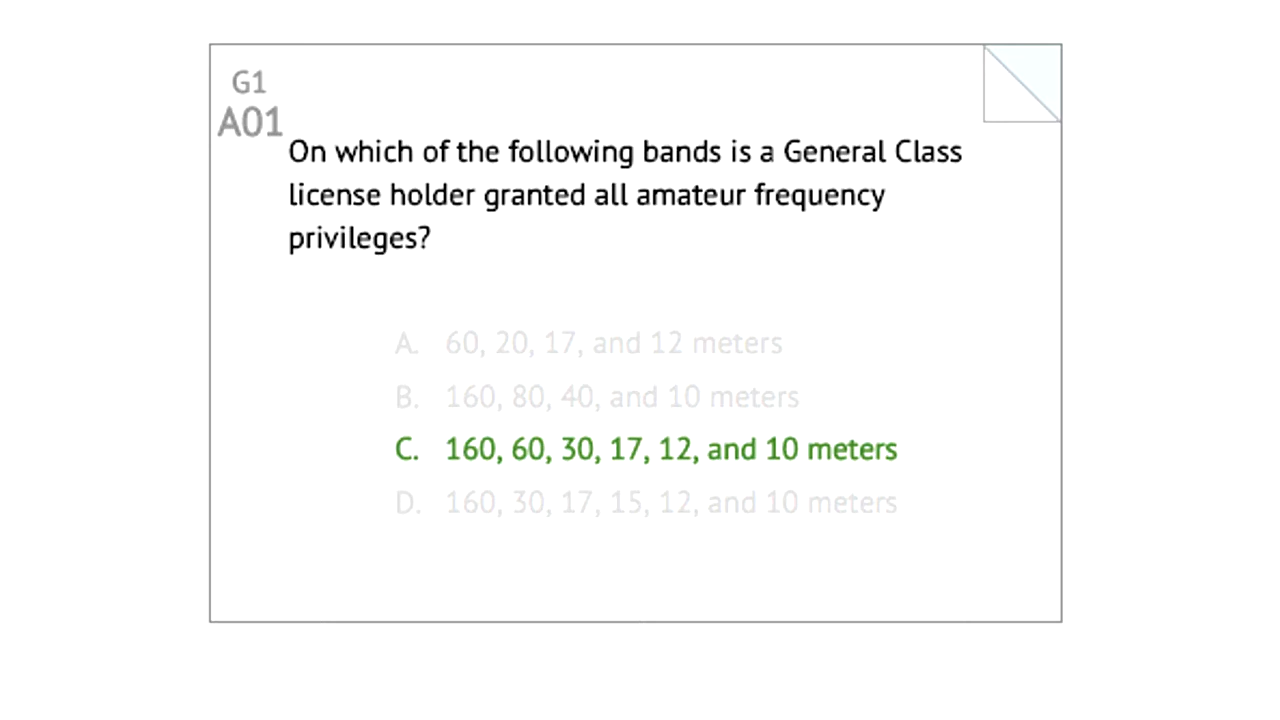 G1
A01
On which of the following bands is a General Class
license holder granted all amateur frequency
privileges?
A. 60, 20, 17, and 12 meters
B. 160, 80, 40, and 10 meters
C. 160, 60, 30, 17, 12, and 10 meters
D. 160, 30, 17, 15, 12, and 10 meters